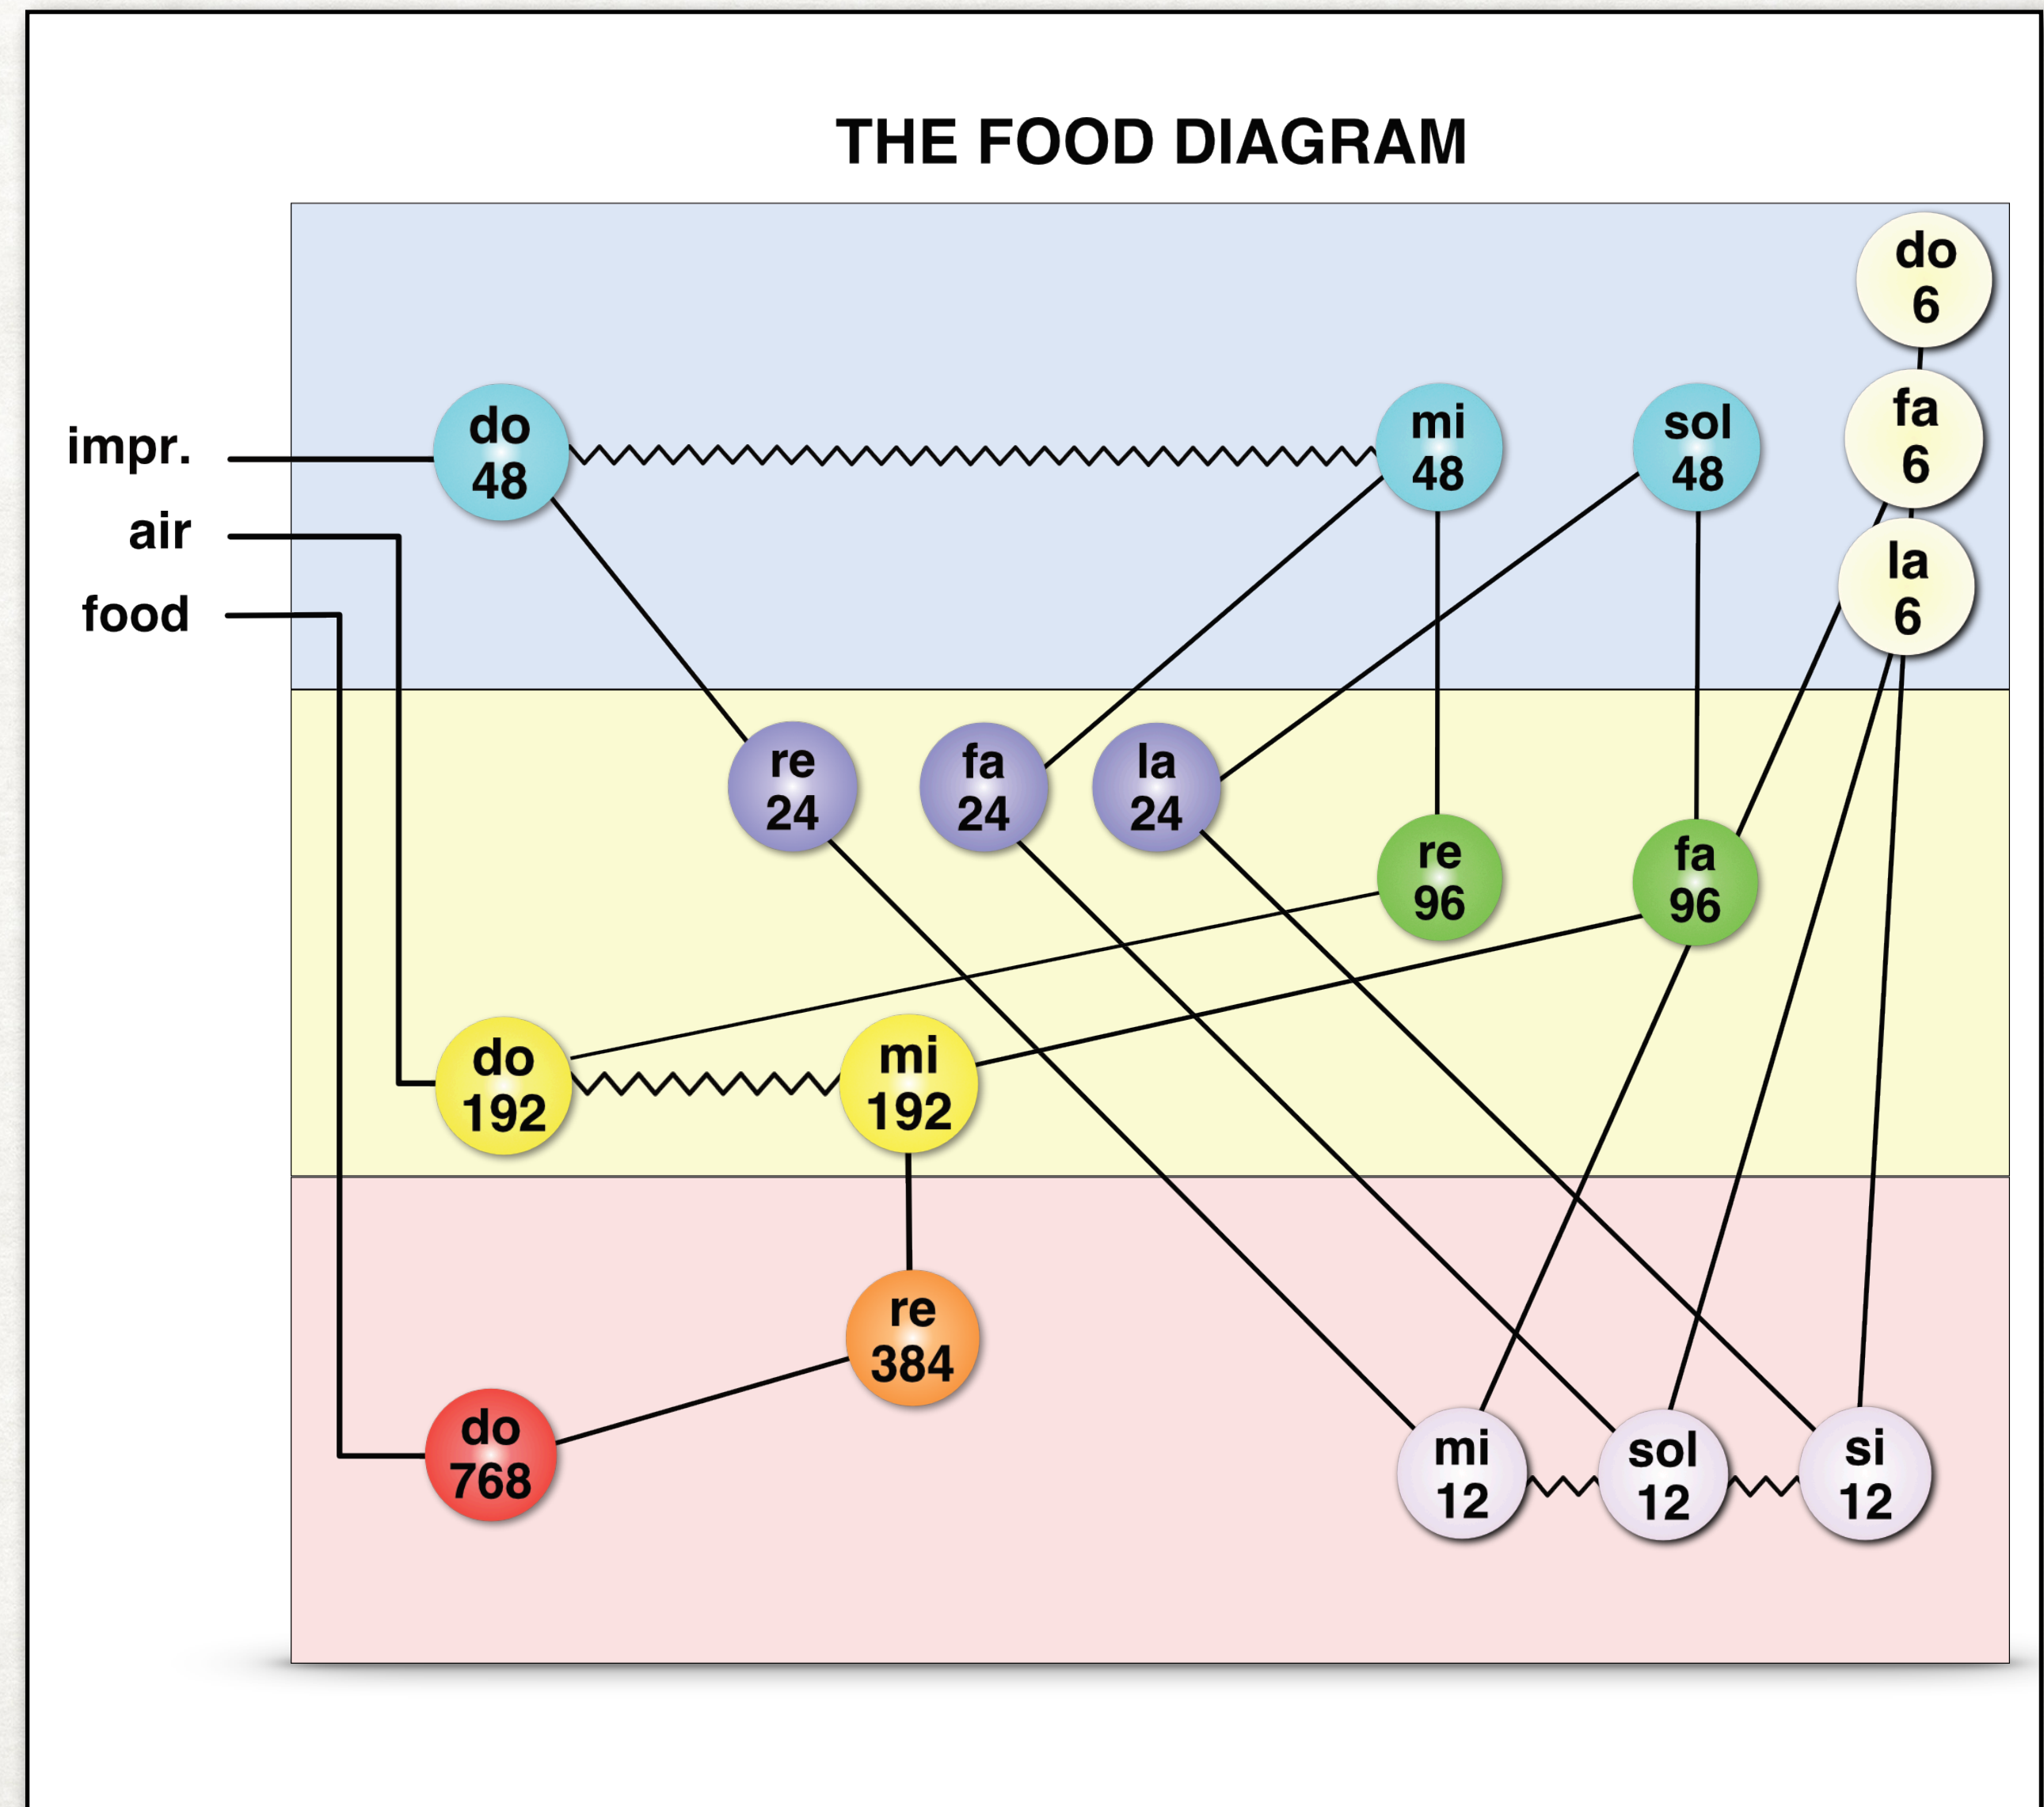 THE FOOD DIAGRAM
do
6
impr.
do
48
mi
48
sol
48
fa
6
air
food
la
6
re
24
fa
24
la
24
re
96
fa
96
do
192
mi
192
re
384
do
768
mi
12
sol
12
si
12